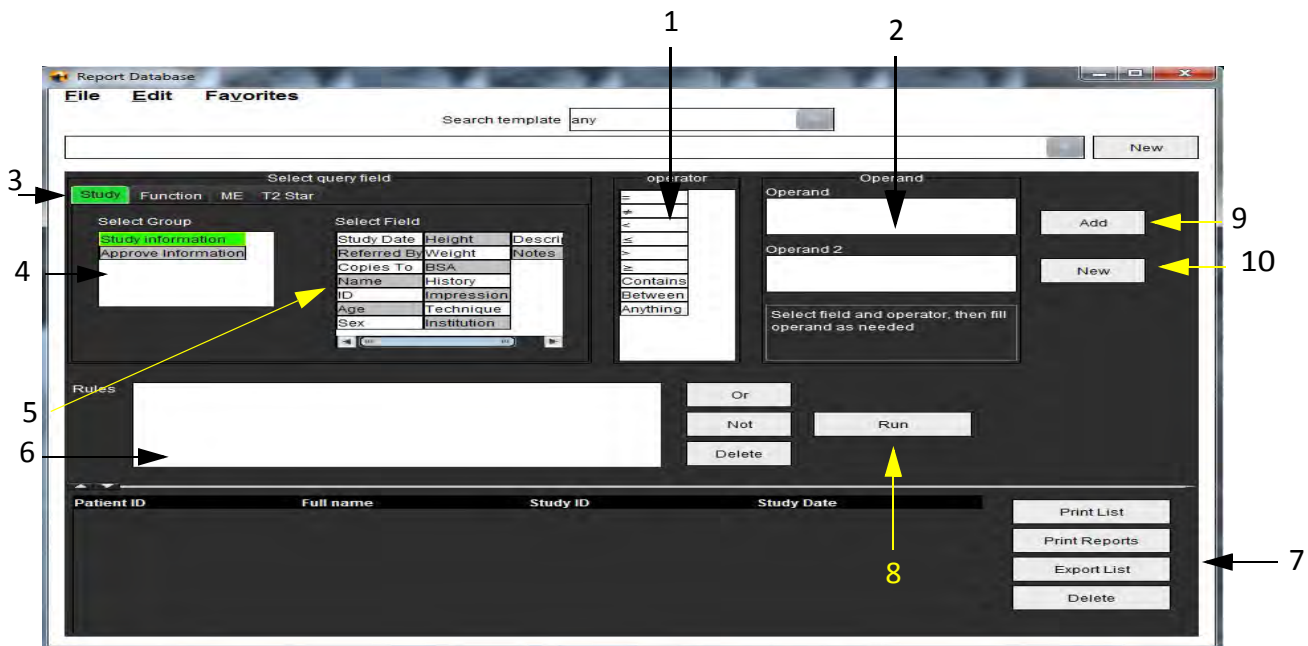 1
2
Report Database
File Edit Favorites
Search template any
New
3
Select query field
operator
Operand
Study Function ME T2 Star
Select Group
Study information
Approve Information
4
Select Field
Study Date Height Descri
Referred By Weight Notes
Copies To BSA
Name History
ID Impression
Age Technique
Sex Institution
5
=
≠
<
≤
>
≥
Contains
Between
Anything
Operand
Operand 2
Select field and operator, then fill
operand as needed
Add
9
New
10
Rules
6
Or
Not
Delete
Run
8
Patient ID Full name Study ID Study Date
Print List
Print Reports
Export List
Delete
7